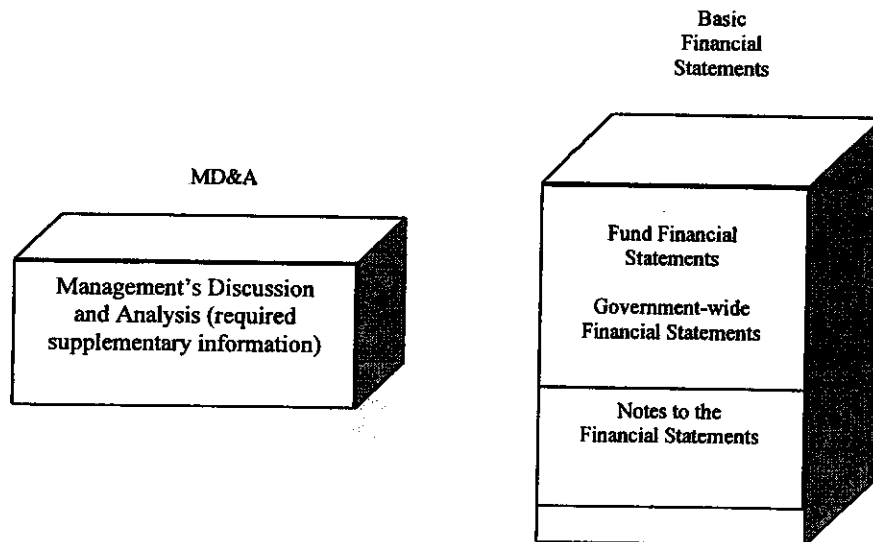 MD&A
Management's Discussion
and Analysis (required
supplementary information)
Basic
Financial
Statements
Fund Financial
Statements
Government-wide
Financial Statements
Notes to the
Financial Statements